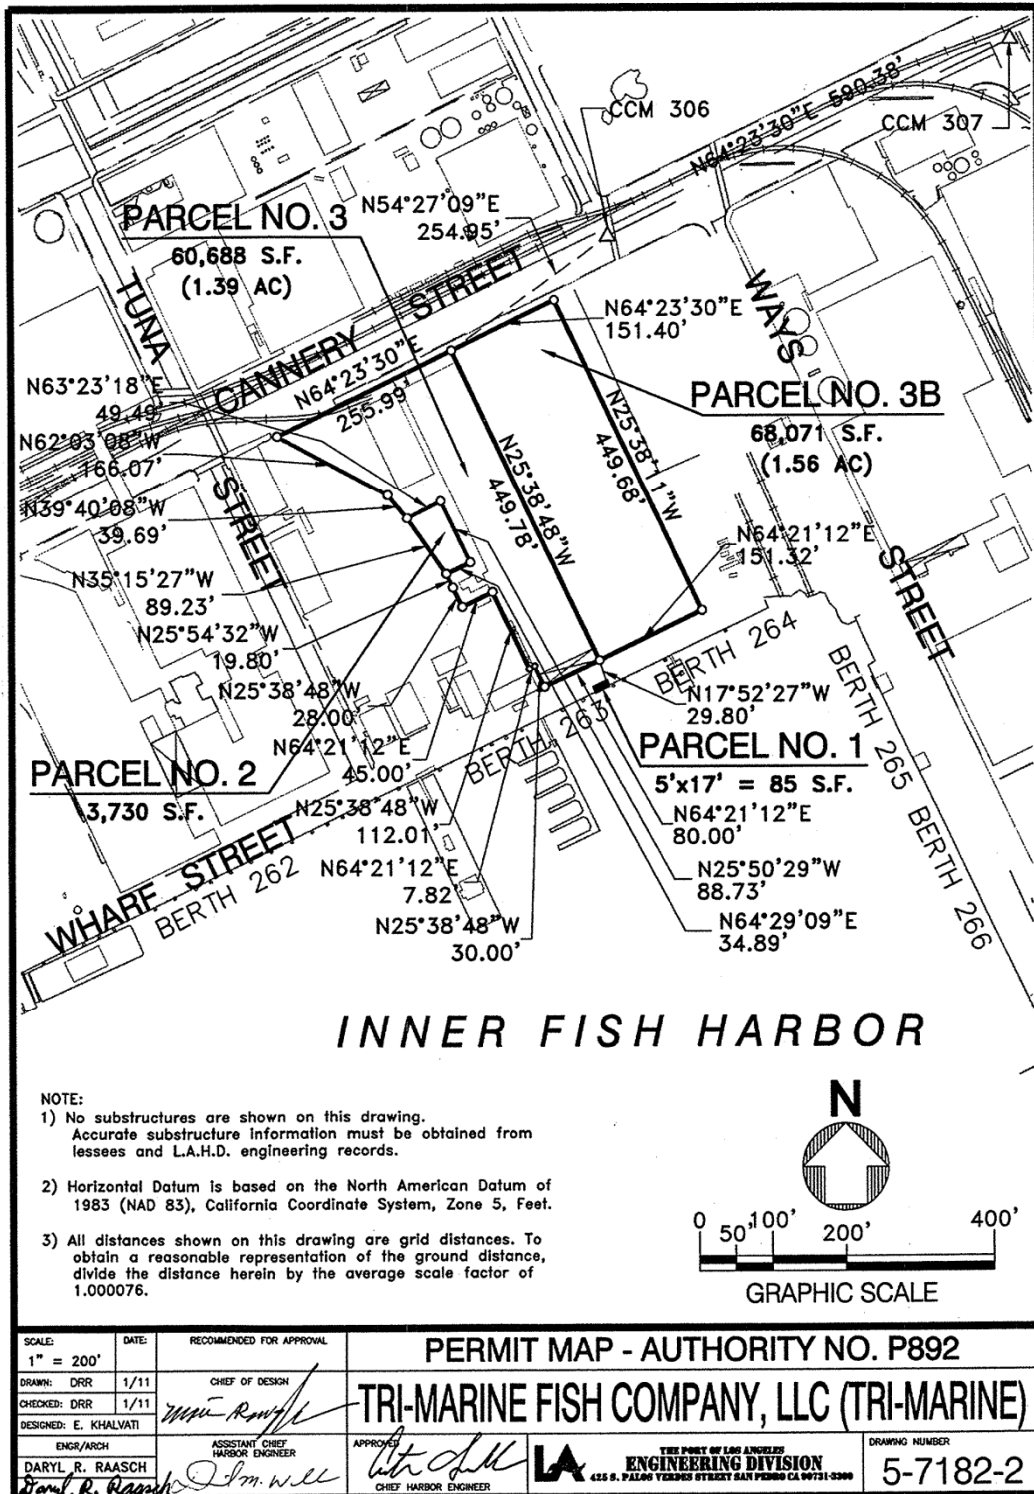 CCM 306
N64°23'30"E 590.38'
CCM 307
PARCEL NO. 3
60,688 S.F.
(1.39 AC)
N54°27'09"E
254.95'
TUNA
STREET
CANNERY STREET
WAYS
STREET
N64°23'30"E
151.40'
N64°23'30"E
255.99'
N63°23'18"E
49.49'
N62°03'08"W
166.07'
N39°40'08"W
39.69'
N35°15'27"W
89.23'
N25°54'32"W
19.80'
N25°38'48"W
28.00'
N64°21'12"E
45.00'
N25°38'48"W
112.01'
N64°21'12"E
7.82'
N25°38'48"W
30.00'
PARCEL NO. 3B
68,071 S.F.
(1.56 AC)
N25°38'11"W
449.68'
N25°38'48"W
449.78'
N64°21'12"E
151.32'
BERTH 264
BERTH 263
N17°52'27"W
29.80'
PARCEL NO. 1
5'x17' = 85 S.F.
N64°21'12"E
80.00'
N25°50'29"W
88.73'
N64°29'09"E
34.89'
PARCEL NO. 2
3,730 S.F.
WHARF STREET
BERTH 262
BERTH 265
BERTH 266
INNER FISH HARBOR
NOTE:
1) No substructures are shown on this drawing.
Accurate substructure information must be obtained from
lessees and L.A.H.D. engineering records.
2) Horizontal Datum is based on the North American Datum of
1983 (NAD 83), California Coordinate System, Zone 5, Feet.
3) All distances shown on this drawing are grid distances. To
obtain a reasonable representation of the ground distance,
divide the distance herein by the average scale factor of
1.000076.
N
0 50' 100' 200' 400'
GRAPHIC SCALE
SCALE:
1" = 200'
DATE:
DRAWN: DRR 1/11
CHECKED: DRR 1/11
DESIGNED: E. KHALVATI
ENGR/ARCH
DARYL R. RAASCH
Daryl R. Raasch
RECOMMENDED FOR APPROVAL
CHIEF OF DESIGN
ASSISTANT CHIEF
HARBOR ENGINEER
PERMIT MAP - AUTHORITY NO. P892
TRI-MARINE FISH COMPANY, LLC (TRI-MARINE)
APPROVED
CHIEF HARBOR ENGINEER
LA
THE PORT OF LOS ANGELES
ENGINEERING DIVISION
425 S. PALOS VERDES STREET SAN PEDRO CA 90731-3309
DRAWING NUMBER
5-7182-2